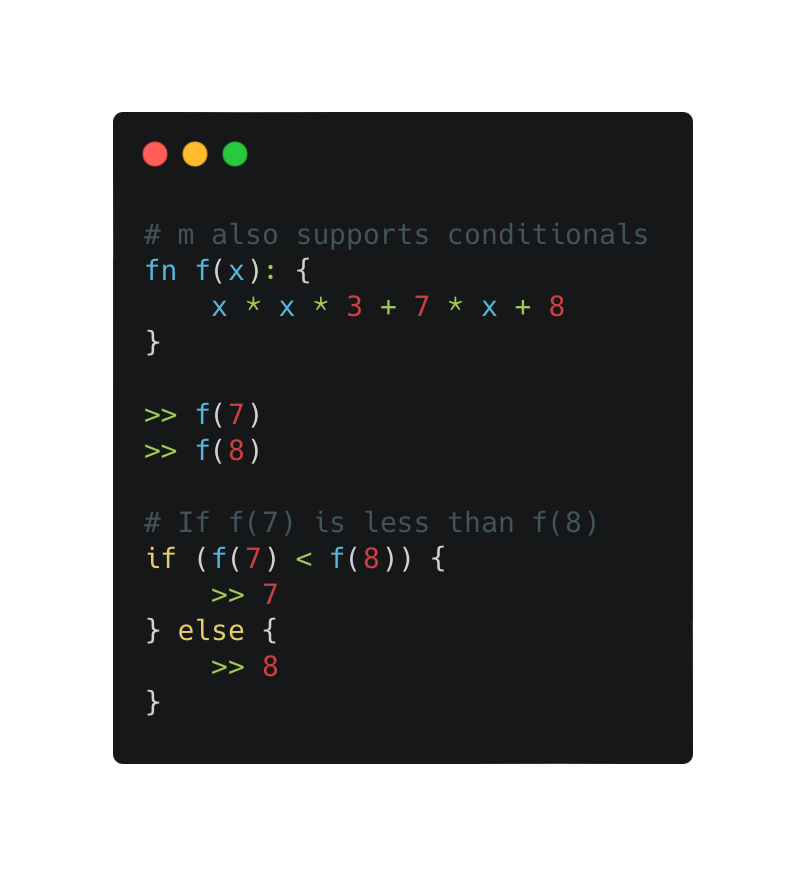 # m also supports conditionals
fn f(x): {
    x * x * 3 + 7 * x + 8
}
>> f(7)
>> f(8)
# If f(7) is less than f(8)
if (f(7) < f(8)) {
    >> 7
} else {
    >> 8
}